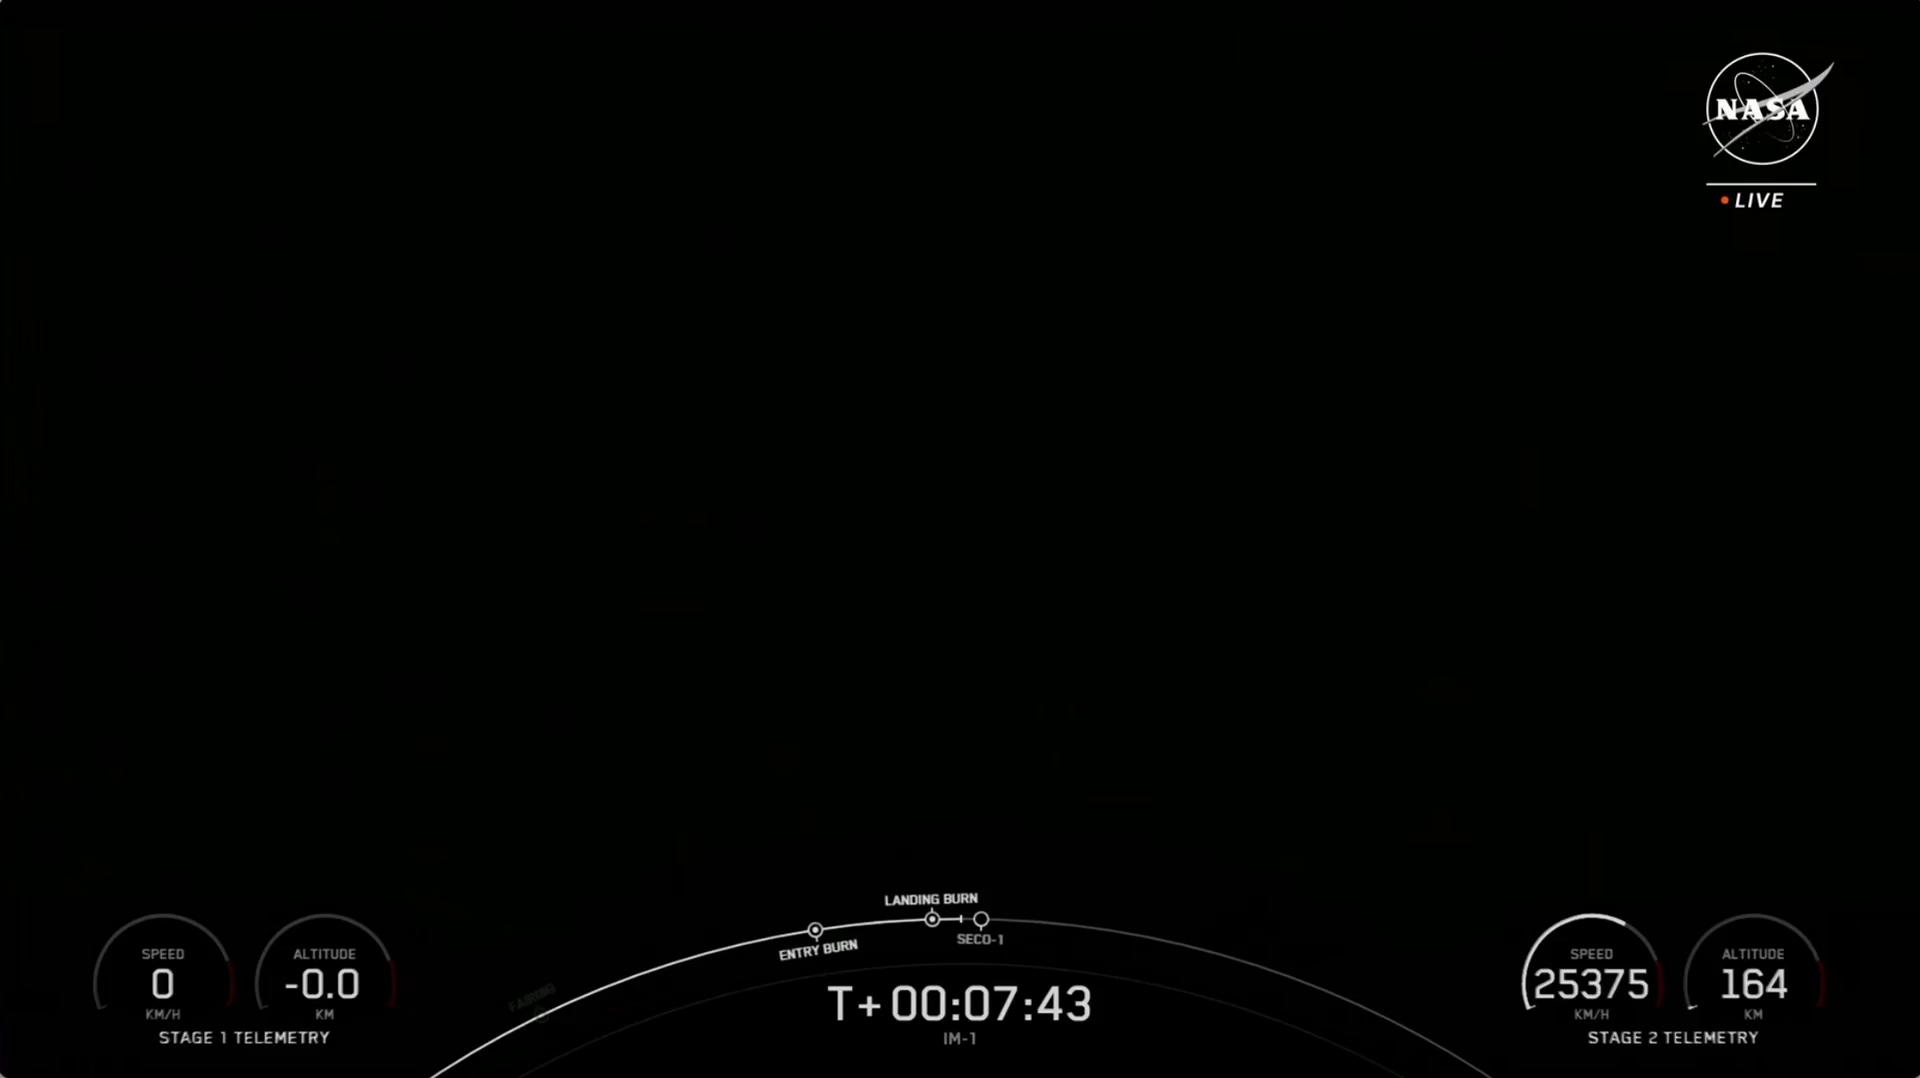 NASA
LIVE
LANDING BURN
ENTRY BURN
SECO-1
FAIRING
SPEED
0
KM/H
ALTITUDE
-0.0
KM
STAGE 1 TELEMETRY
T+00:07:43
IM-1
SPEED
25375
KM/H
ALTITUDE
164
KM
STAGE 2 TELEMETRY